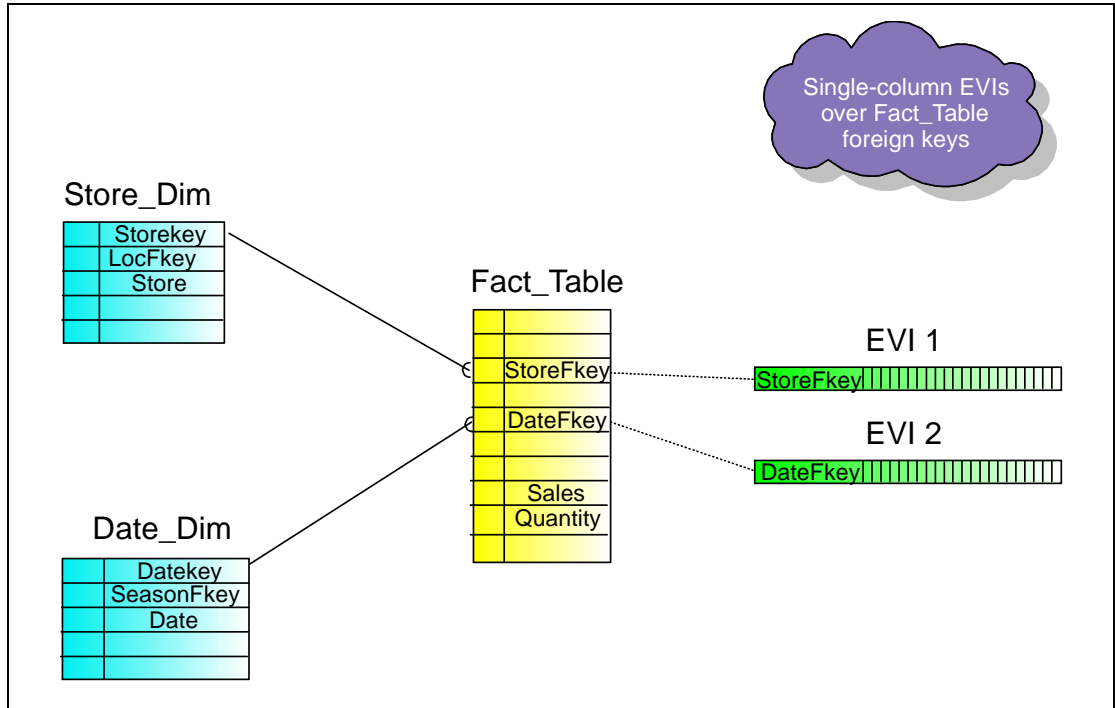 Single-column EVIs
over Fact_Table
foreign keys
Store_Dim
Storekey
LocFkey
Store
Fact_Table
StoreFkey
DateFkey
Sales
Quantity
EVI 1
StoreFkey
EVI 2
DateFkey
Date_Dim
Datekey
SeasonFkey
Date